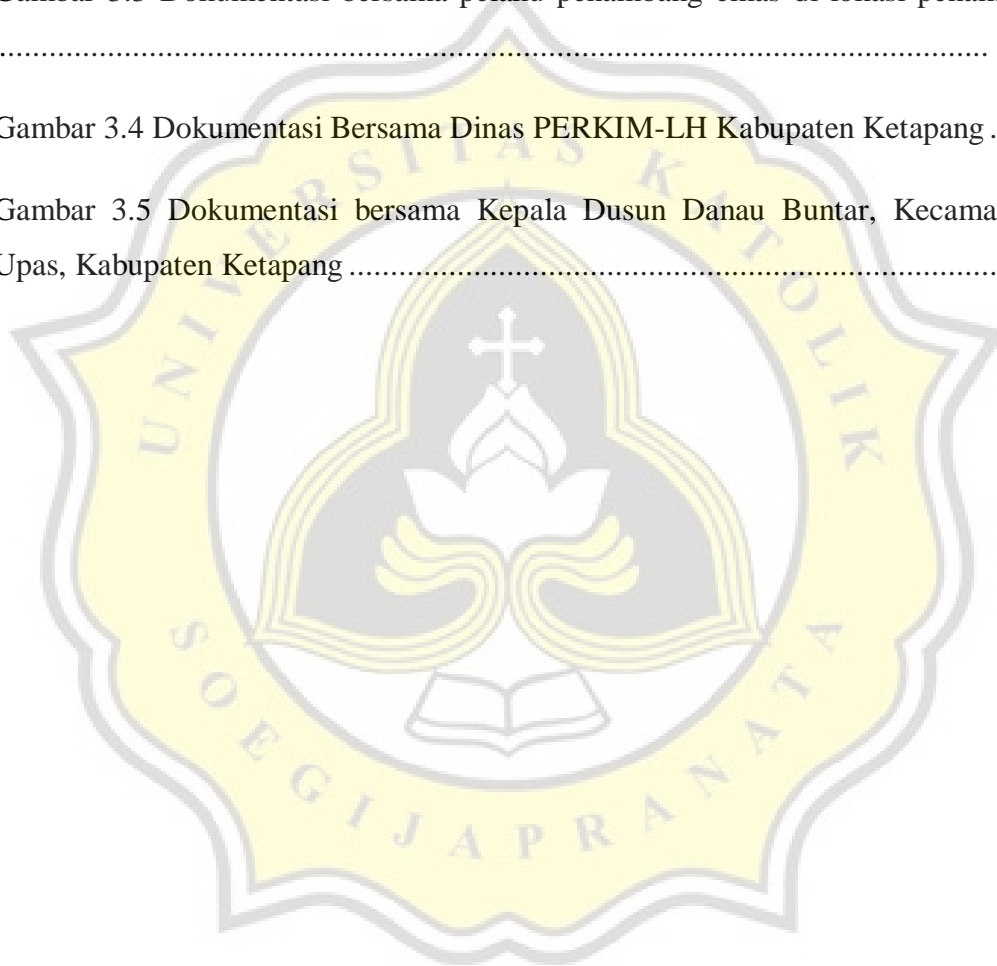 Gambar 3.4 Dokumentasi Bersama Dinas PERKIM-LH Kabupaten Ketapang .
Gambar 3.5 Dokumentasi bersama Kepala Dusun Danau Buntar,
Upas, Kabupaten Ketapang ................................................................................................
UNIVERSITAS KATOLIK
SOEGIJAPRANATA